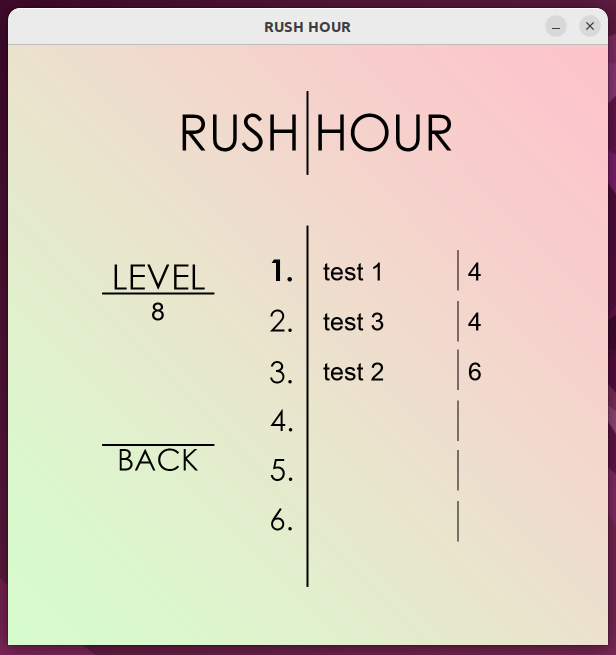 RUSH HOUR
RUSH HOUR
LEVEL
8
BACK
1. test 1 4
2. test 3 4
3. test 2 6
4.
5.
6.